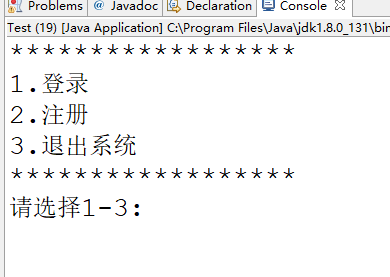 Problems @ Javadoc Declaration Console
Test (19) [Java Application] C:\Program Files\Java\jdk1.8.0_131\bin
******************
1.登录
2.注册
3.退出系统
******************
请选择1-3: